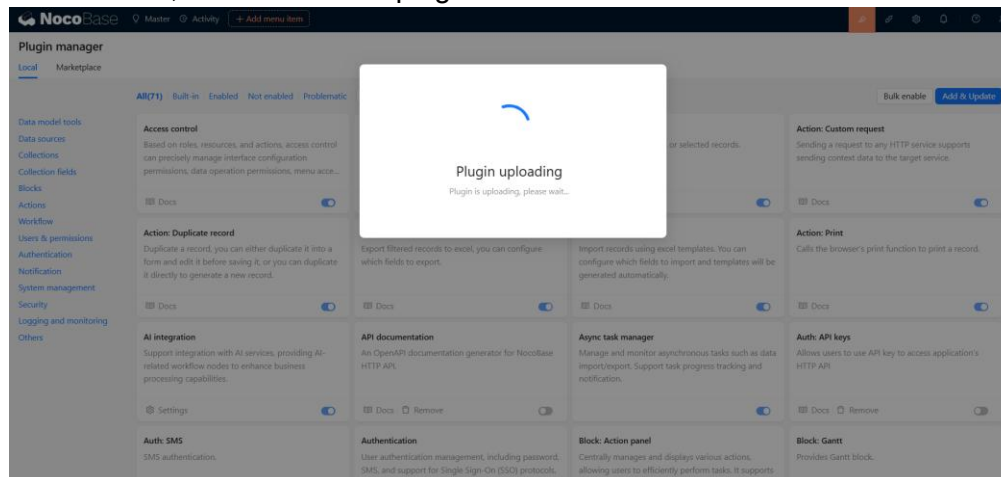 NocoBase Master Activity + Add menu item
Plugin manager
Local Marketplace
All(71) Built-in Enabled Not enabled Problematic
Bulk enable Add & Update
Data model tools
Data sources
Collections
Collection fields
Blocks
Actions
Workflow
Users & permissions
Authentication
Notification
System management
Security
Logging and monitoring
Others
Plugin uploading
Plugin is uploading, please wait...
Access control
Based on roles, resources, and actions, access control
can precisely manage interface configuration
permissions, data operation permissions, menu acce...
Docs
or selected records.
Action: Custom request
Sending a request to any HTTP service supports
sending context data to the target service.
Docs
Action: Duplicate record
Duplicate a record, you can either duplicate it into a
form and edit it before saving it, or you can duplicate
it directly to generate a new record.
Docs
Export filtered records to excel, you can configure
which fields to export.
Docs
Import records using excel templates. You can
configure which fields to import and templates will be
generated automatically.
Docs
Action: Print
Calls the browser's print function to print a record.
Docs
AI integration
Support integration with AI services, providing AI-
related workflow nodes to enhance business
processing capabilities.
Settings
API documentation
An OpenAPI documentation generator for NocoBase
HTTP API.
Docs Remove
Async task manager
Manage and monitor asynchronous tasks such as data
import/export. Support task progress tracking and
notification.
Auth: API keys
Allows users to use API key to access application's
HTTP API
Docs Remove
Auth: SMS
SMS authentication.
Authentication
User authentication management, including password,
SMS, and support for Single Sign-On (SSO) protocols,
Block: Action panel
Centrally manages and displays various actions,
allowing users to efficiently perform tasks. It supports
Block: Gantt
Provides Gantt block.